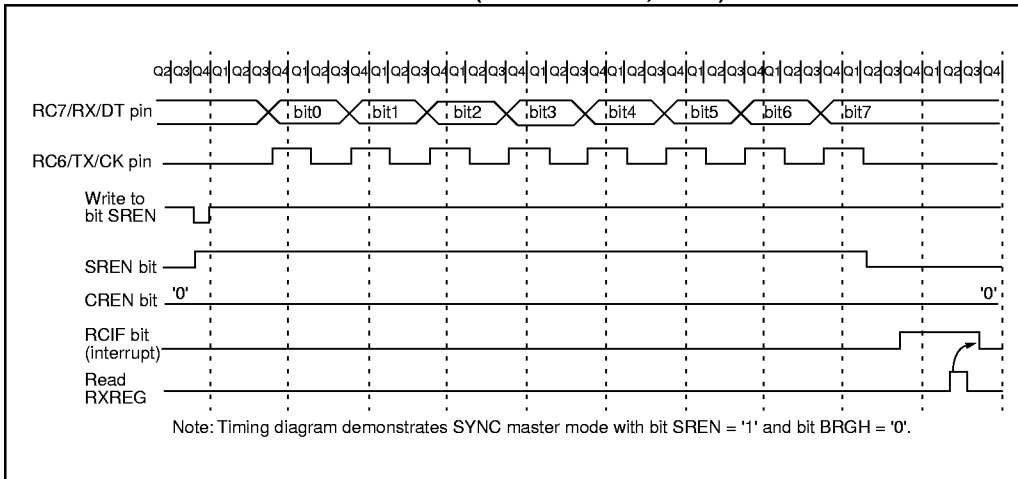 Q2 Q3 Q4 Q1 Q2 Q3 Q4 Q1 Q2 Q3 Q4 Q1 Q2 Q3 Q4 Q1 Q2 Q3 Q4 Q1 Q2 Q3 Q4 Q1 Q2 Q3 Q4 Q1 Q2 Q3 Q4 Q1 Q2 Q3 Q4 Q1 Q2 Q3 Q4 Q1 Q2 Q3 Q4
RC7/RX/DT pin bit0 bit1 bit2 bit3 bit4 bit5 bit6 bit7
RC6/TX/CK pin
Write to
bit SREN
SREN bit
CREN bit '0' '0'
RCIF bit
(interrupt)
Read
RXREG
Note: Timing diagram demonstrates SYNC master mode with bit SREN = '1' and bit BRGH = '0'.